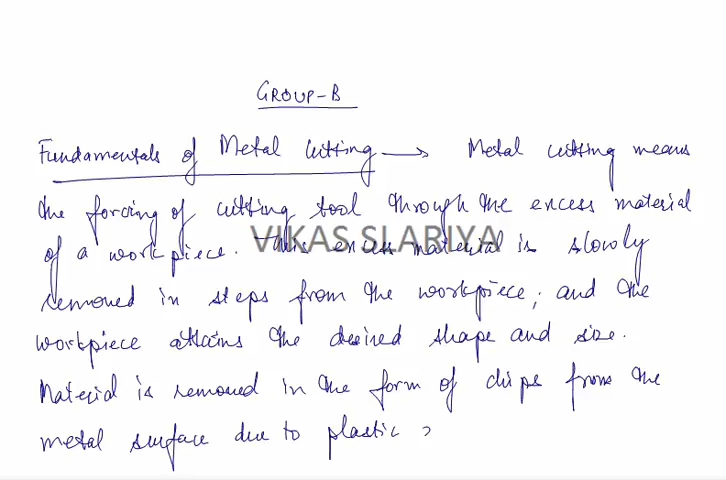 GROUP-B
Fundamentals of Metal Cutting → Metal cutting means
the forcing of cutting tool through the excess material
of a workpiece. This excess material is slowly
VIKAS SLARIYA
removed in steps from the workpiece; and the
workpiece attains the desired shape and size.
Material is removed in the form of chips from the
metal surface due to plastic